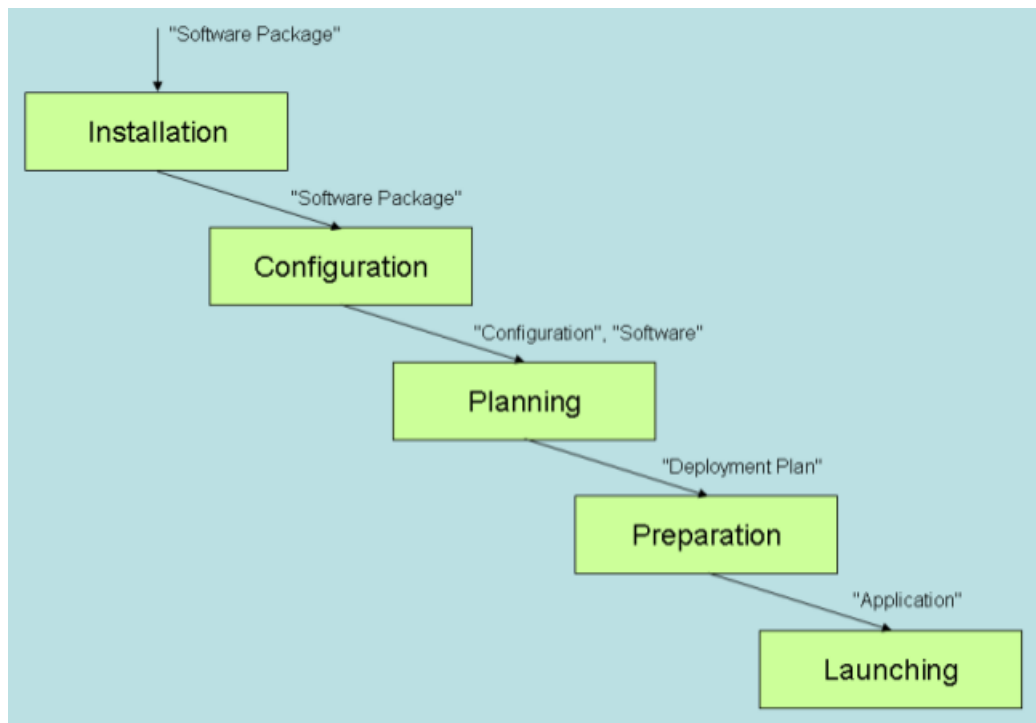 "Software Package"
Installation
"Software Package"
Configuration
"Configuration", "Software"
Planning
"Deployment Plan"
Preparation
"Application"
Launching